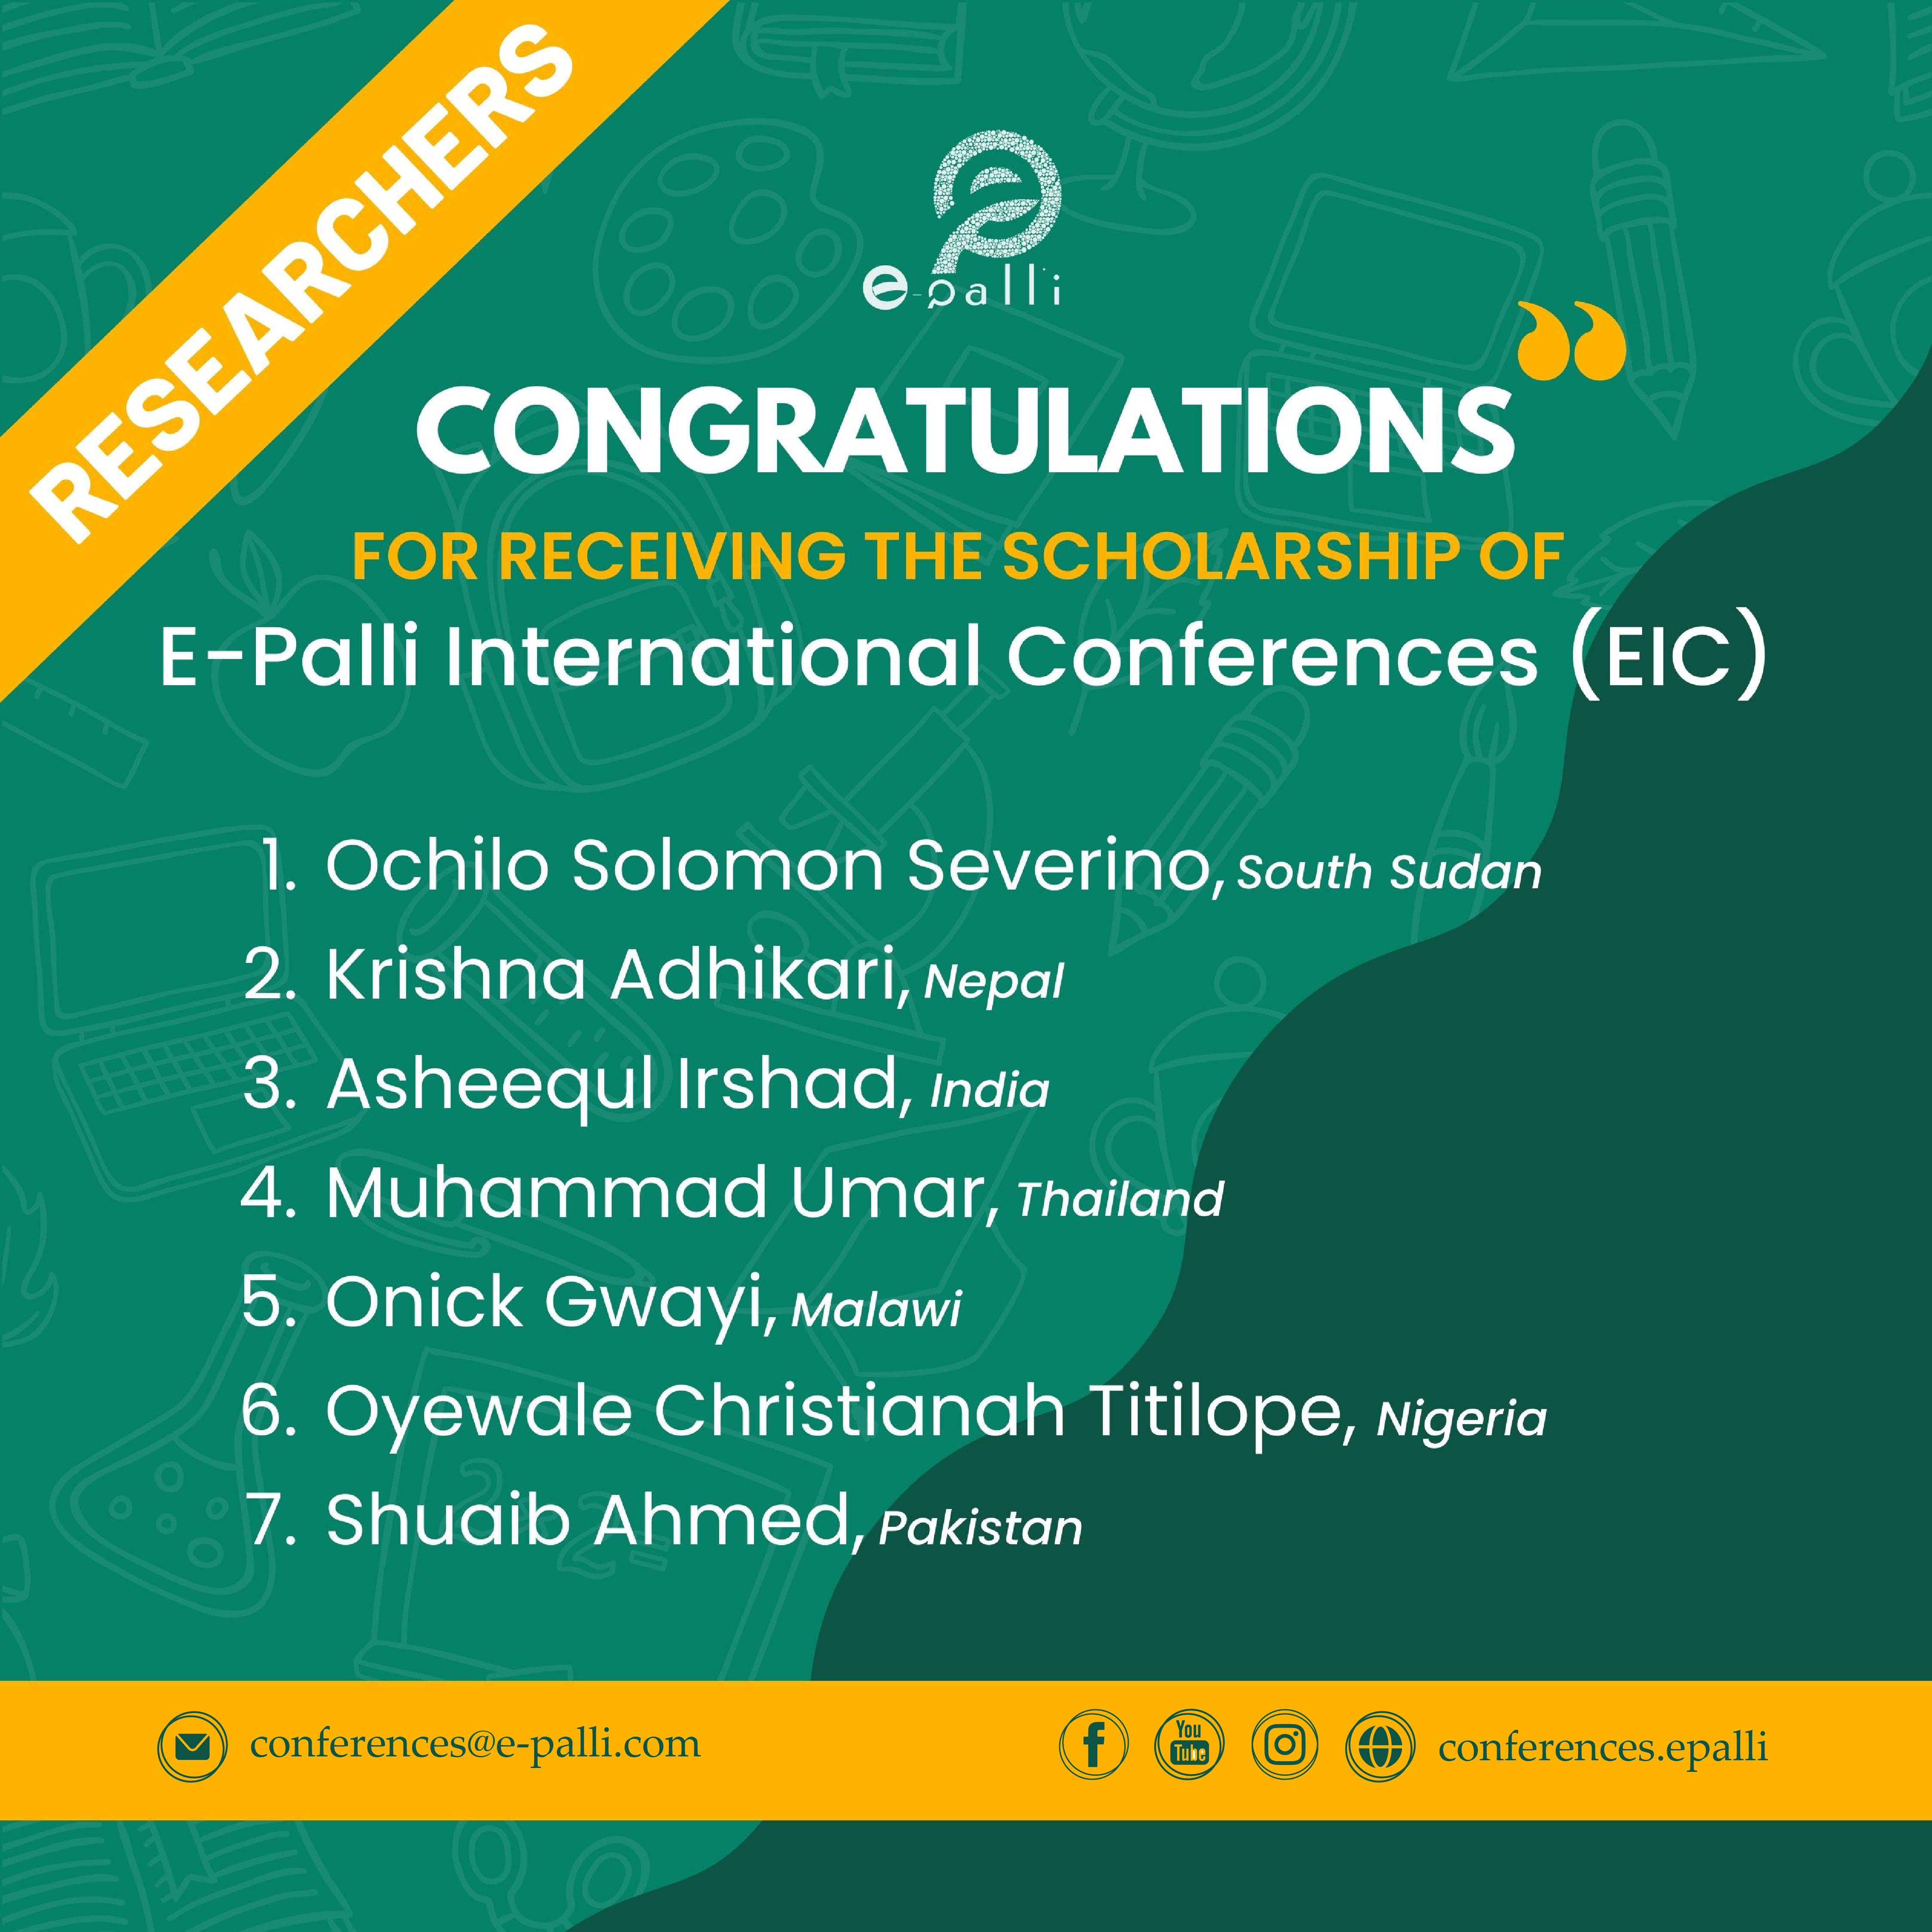 RESEARCHERS
e-palli
CONGRATULATIONS”
FOR RECEIVING THE SCHOLARSHIP OF
E-Palli International Conferences (EIC)
1. Ochilo Solomon Severino, South Sudan
2. Krishna Adhikari, Nepal
3. Asheequl Irshad, India
4. Muhammad Umar, Thailand
5. Onick Gwayi, Malawi
6. Oyewale Christianah Titilope, Nigeria
7. Shuaib Ahmed, Pakistan
2+2=
conferences@e-palli.com
You
Tube
conferences.epalli